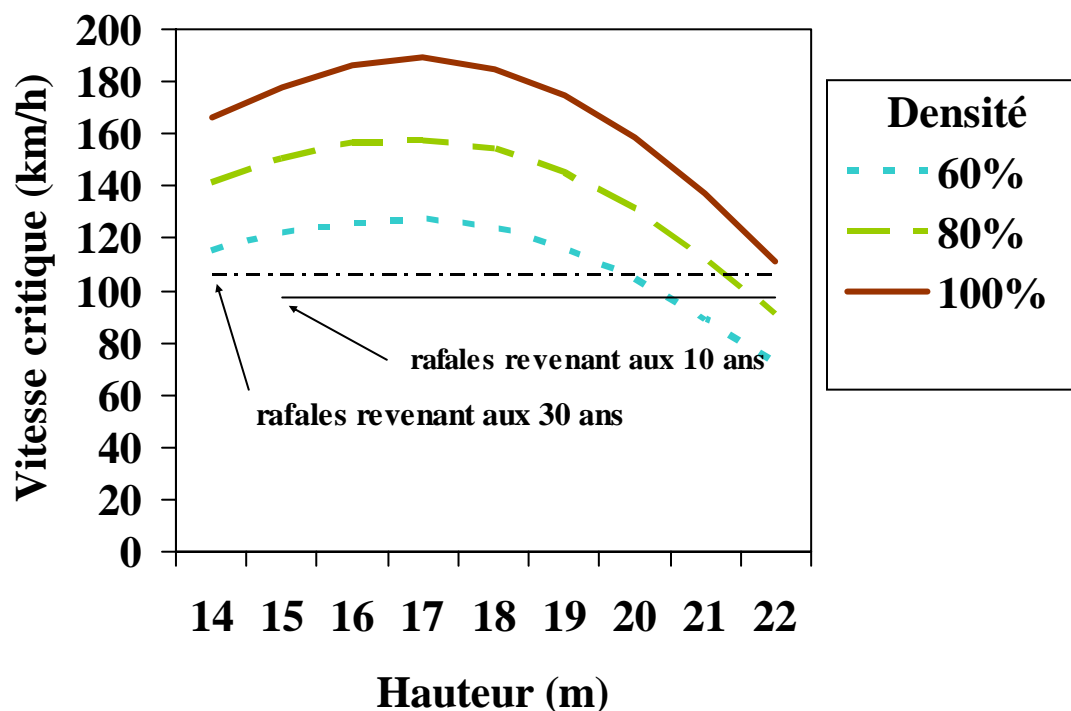 200
180
160
140
120
100
80
60
40
20
0
Vitesse critique (km/h)
14 15 16 17 18 19 20 21 22
Hauteur (m)
rafales revenant aux 10 ans
rafales revenant aux 30 ans
Densité
60%
80%
100%